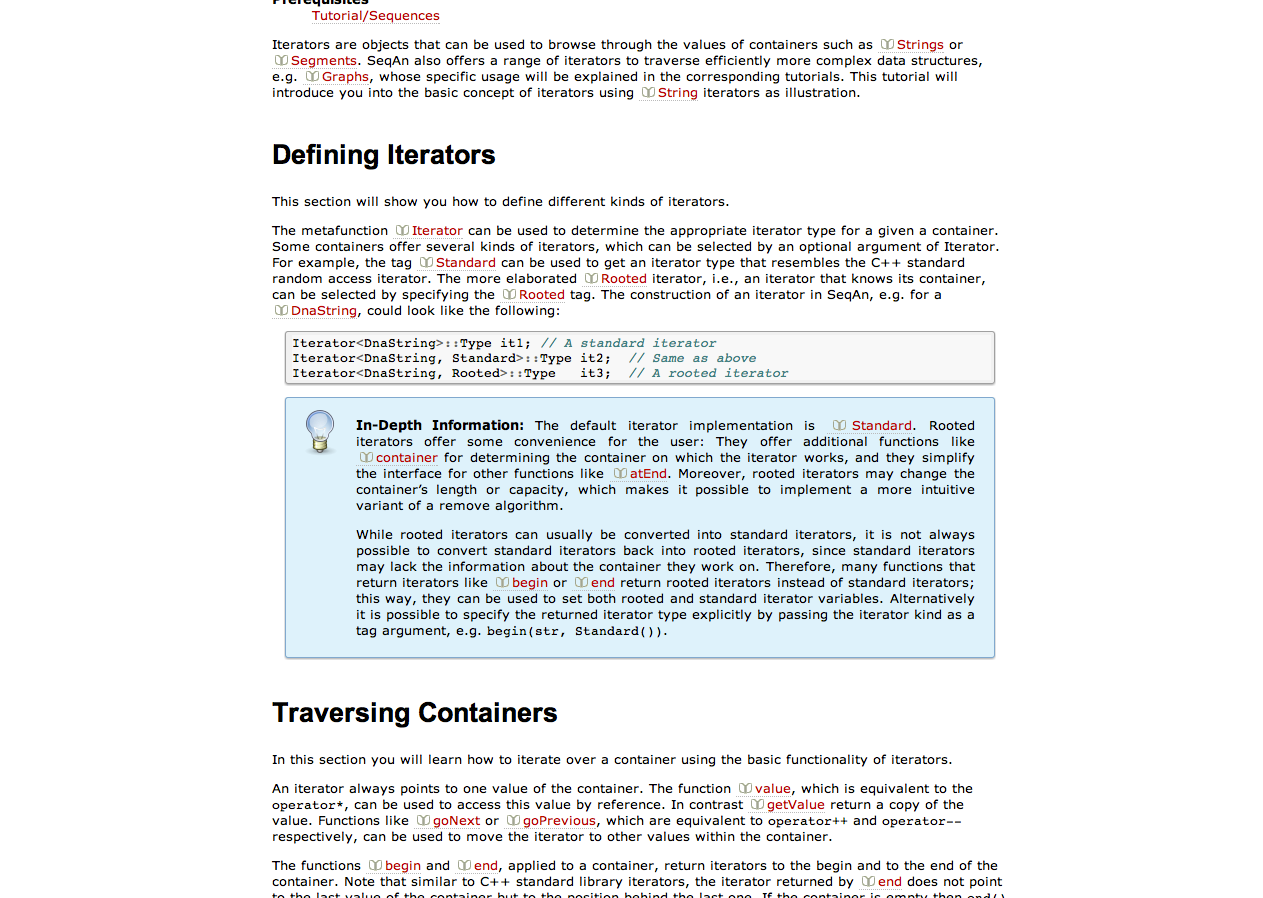 Prerequisites
Tutorial/Sequences
Iterators are objects that can be used to browse through the values of containers such as Strings or
Segments. SeqAn also offers a range of iterators to traverse efficiently more complex data structures,
e.g. Graphs, whose specific usage will be explained in the corresponding tutorials. This tutorial will
introduce you into the basic concept of iterators using String iterators as illustration.
Defining Iterators
This section will show you how to define different kinds of iterators.
The metafunction Iterator can be used to determine the appropriate iterator type for a given a container.
Some containers offer several kinds of iterators, which can be selected by an optional argument of Iterator.
For example, the tag Standard can be used to get an iterator type that resembles the C++ standard
random access iterator. The more elaborated Rooted iterator, i.e., an iterator that knows its container,
can be selected by specifying the Rooted tag. The construction of an iterator in SeqAn, e.g. for a
DnaString, could look like the following:
Iterator<DnaString>::Type it1; // A standard iterator
Iterator<DnaString, Standard>::Type it2;  // Same as above
Iterator<DnaString, Rooted>::Type   it3;  // A rooted iterator
In-Depth Information: The default iterator implementation is Standard. Rooted
iterators offer some convenience for the user: They offer additional functions like
container for determining the container on which the iterator works, and they simplify
the interface for other functions like atEnd. Moreover, rooted iterators may change the
container’s length or capacity, which makes it possible to implement a more intuitive
variant of a remove algorithm.
While rooted iterators can usually be converted into standard iterators, it is not always
possible to convert standard iterators back into rooted iterators, since standard iterators
may lack the information about the container they work on. Therefore, many functions that
return iterators like begin or end return rooted iterators instead of standard iterators;
this way, they can be used to set both rooted and standard iterator variables. Alternatively
it is possible to specify the returned iterator type explicitly by passing the iterator kind as a
tag argument, e.g. begin(str, Standard()).
Traversing Containers
In this section you will learn how to iterate over a container using the basic functionality of iterators.
An iterator always points to one value of the container. The function value, which is equivalent to the
operator*, can be used to access this value by reference. In contrast getValue return a copy of the
value. Functions like goNext or goPrevious, which are equivalent to operator++ and operator--
respectively, can be used to move the iterator to other values within the container.
The functions begin and end, applied to a container, return iterators to the begin and to the end of the
container. Note that similar to C++ standard library iterators, the iterator returned by end does not point
to the last value of the container but to the position behind the last one. If the container is empty then end()